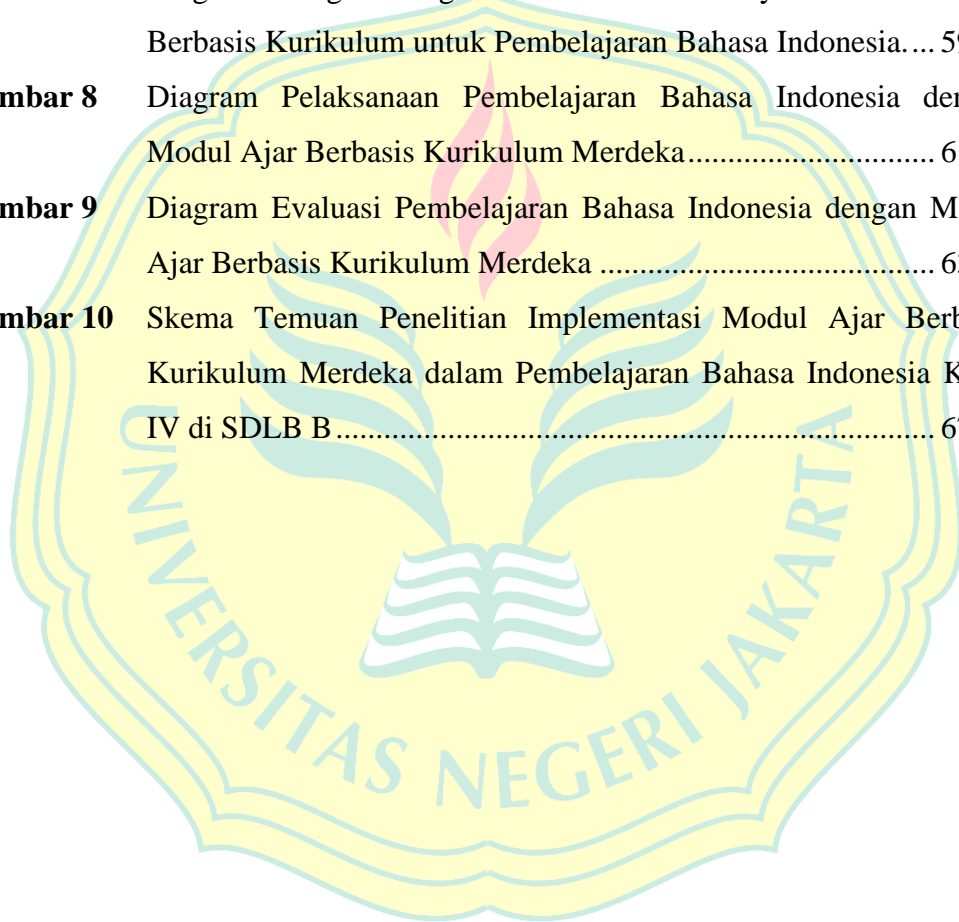 Berbasis Kurikulum untuk Pembelajaran Bahasa Indonesia.... 59
mbar 8 Diagram Pelaksanaan Pembelajaran Bahasa Indonesia den
Modul Ajar Berbasis Kurikulum Merdeka............................. 6
mbar 9 Diagram Evaluasi Pembelajaran Bahasa Indonesia dengan M
Ajar Berbasis Kurikulum Merdeka ........................................ 6
mbar 10 Skema Temuan Penelitian Implementasi Modul Ajar Berb
Kurikulum Merdeka dalam Pembelajaran Bahasa Indonesia K
IV di SDLB B........................................................................ 6
UNIVERSITAS NEGERI JAKARTA